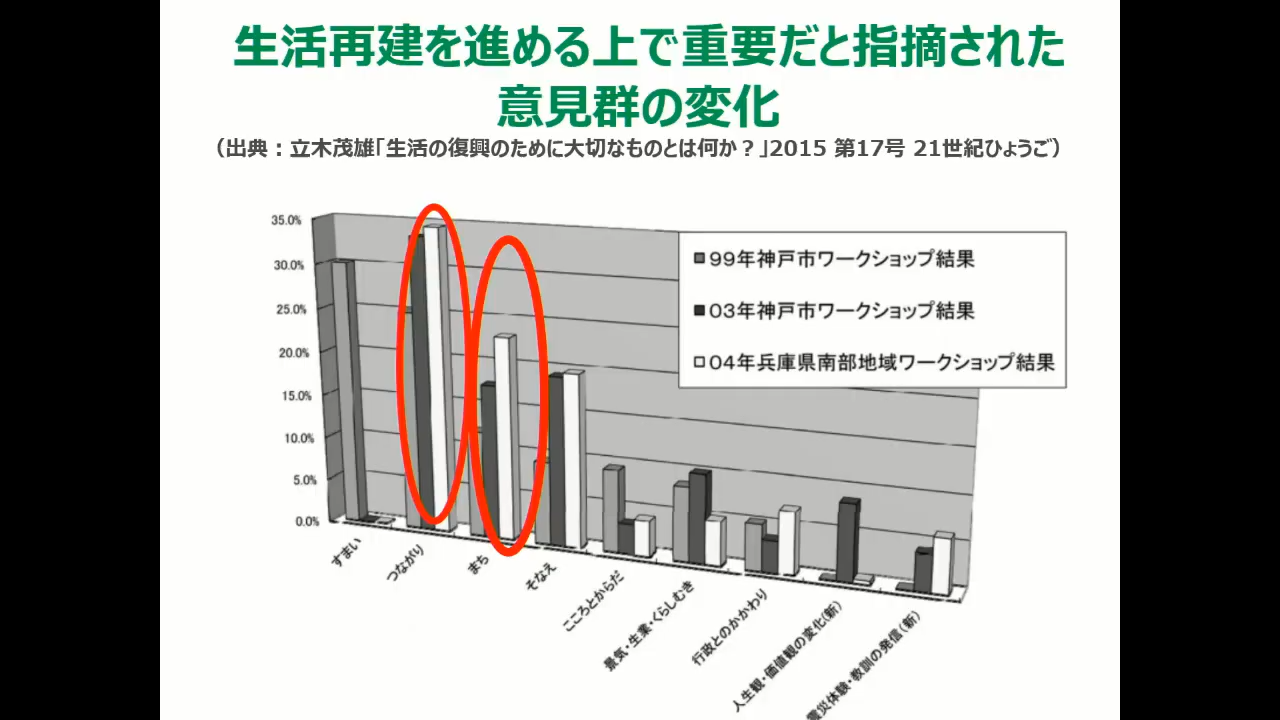 生活再建を進める上で重要だと指摘された
意見群の変化
（出典：立木茂雄｢生活の復興のために大切なものとは何か？｣2015 第17号 21世紀ひょうご）
35.0%
30.0%
25.0%
20.0%
15.0%
10.0%
5.0%
0.0%
99年神戸市ワークショップ結果
03年神戸市ワークショップ結果
04年兵庫県南部地域ワークショップ結果
すまい
つながり
まち
そなえ
こころとからだ
景気・生業・くらしむき
行政とのかかわり
人生観・価値観の変化(新)
震災体験・教訓の発信(新)